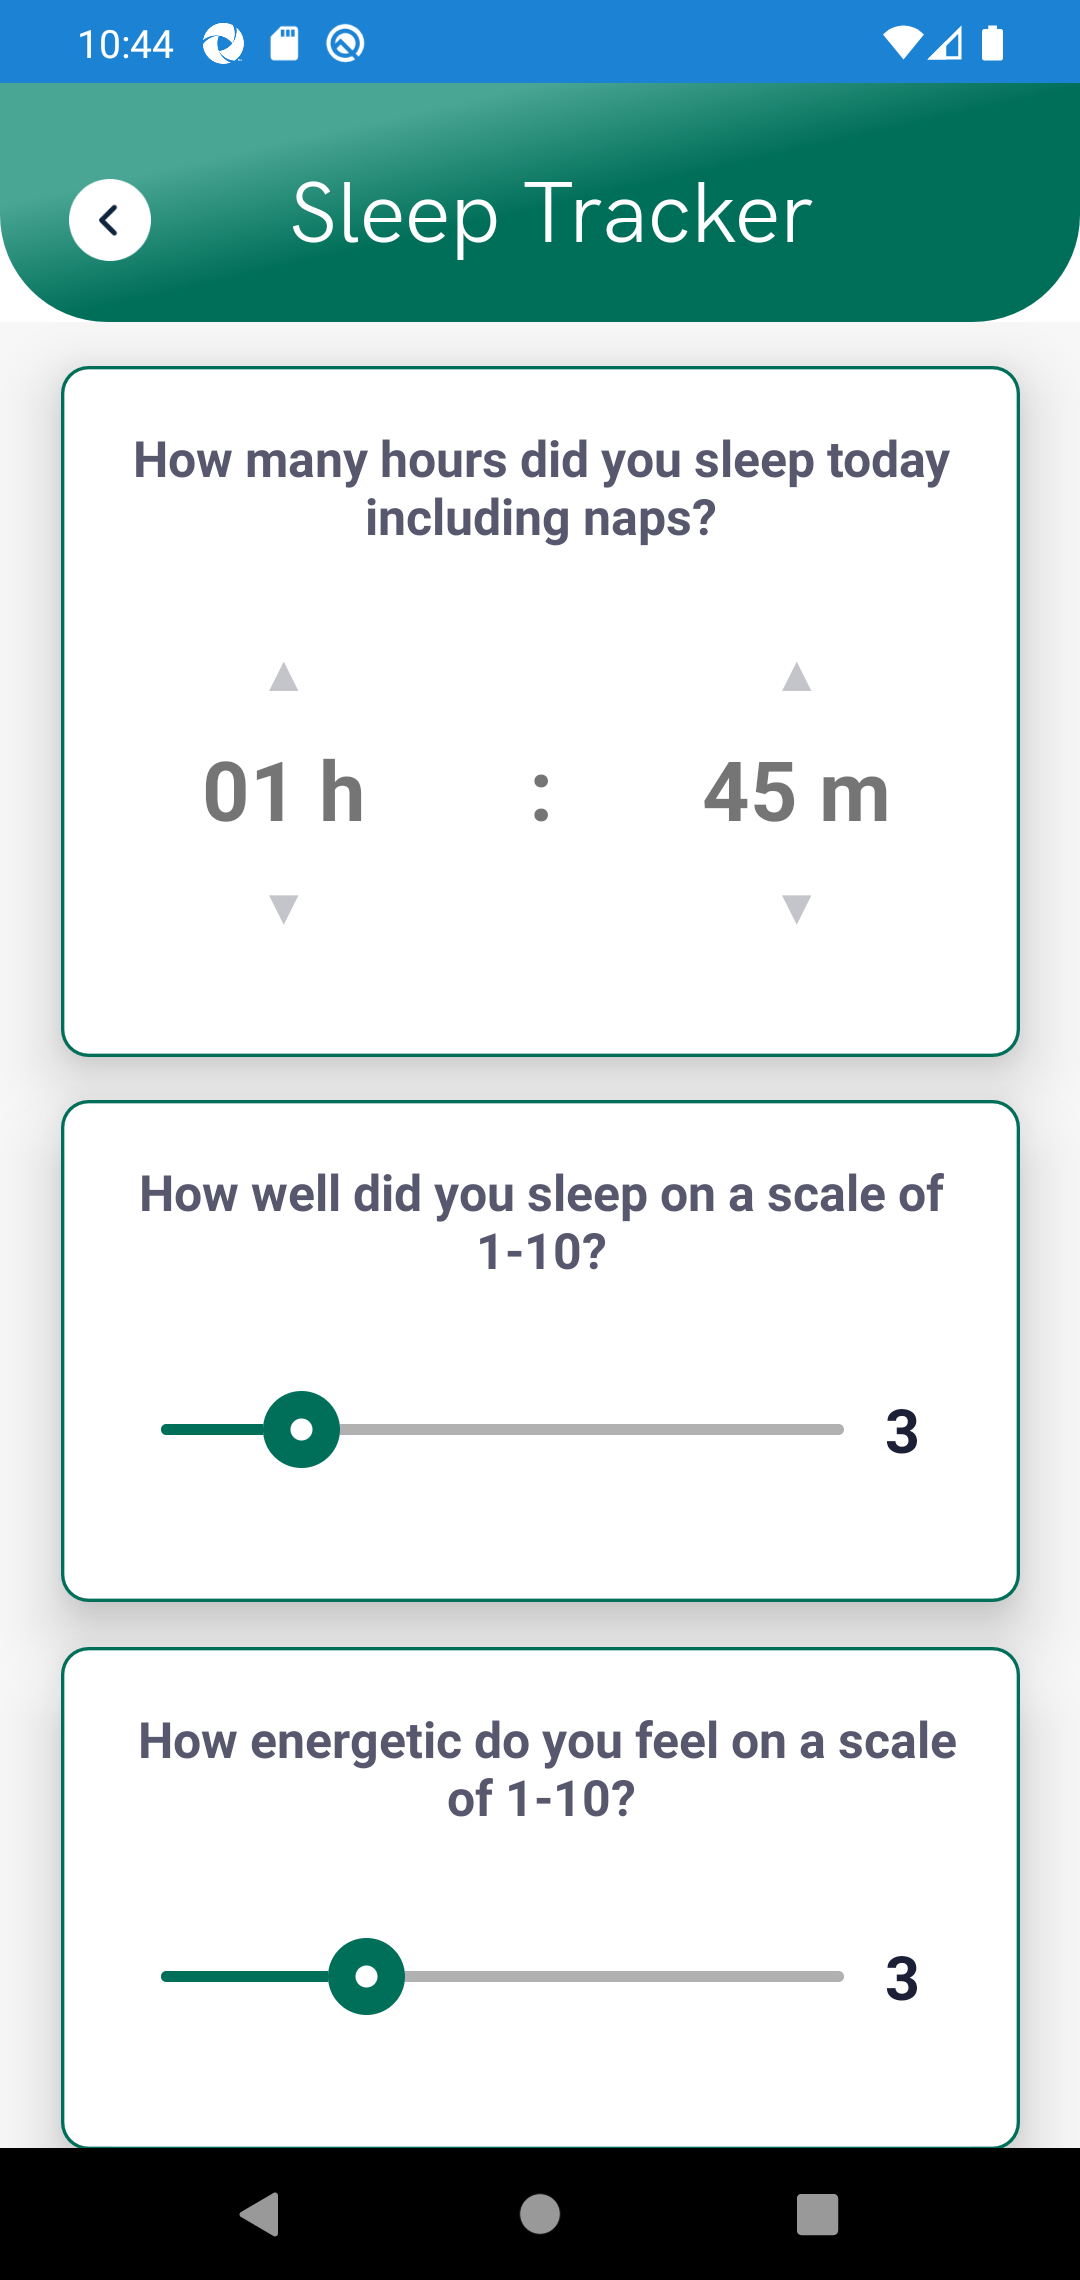 10:44
Sleep Tracker
How many hours did you sleep today
including naps?
01 h : 45 m
How well did you sleep on a scale of
1-10?
3
How energetic do you feel on a scale
of 1-10?
3